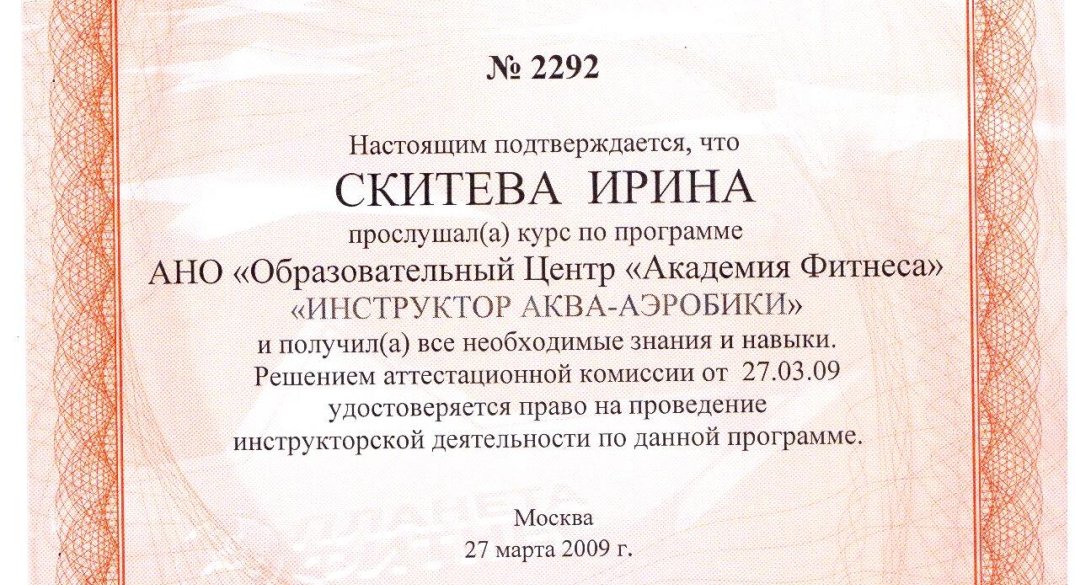 № 2292
Настоящим подтверждается, что
СКИТЕВА ИРИНА
прослушал(а) курс по программе
АНО «Образовательный Центр «Академия Фитнеса»
«ИНСТРУКТОР АКВА-АЭРОБИКИ»
и получил(а) все необходимые знания и навыки.
Решением аттестационной комиссии от 27.03.09
удостоверяется право на проведение
инструкторской деятельности по данной программе.
ПЛАНЕТА
Москва
27 марта 2009 г.